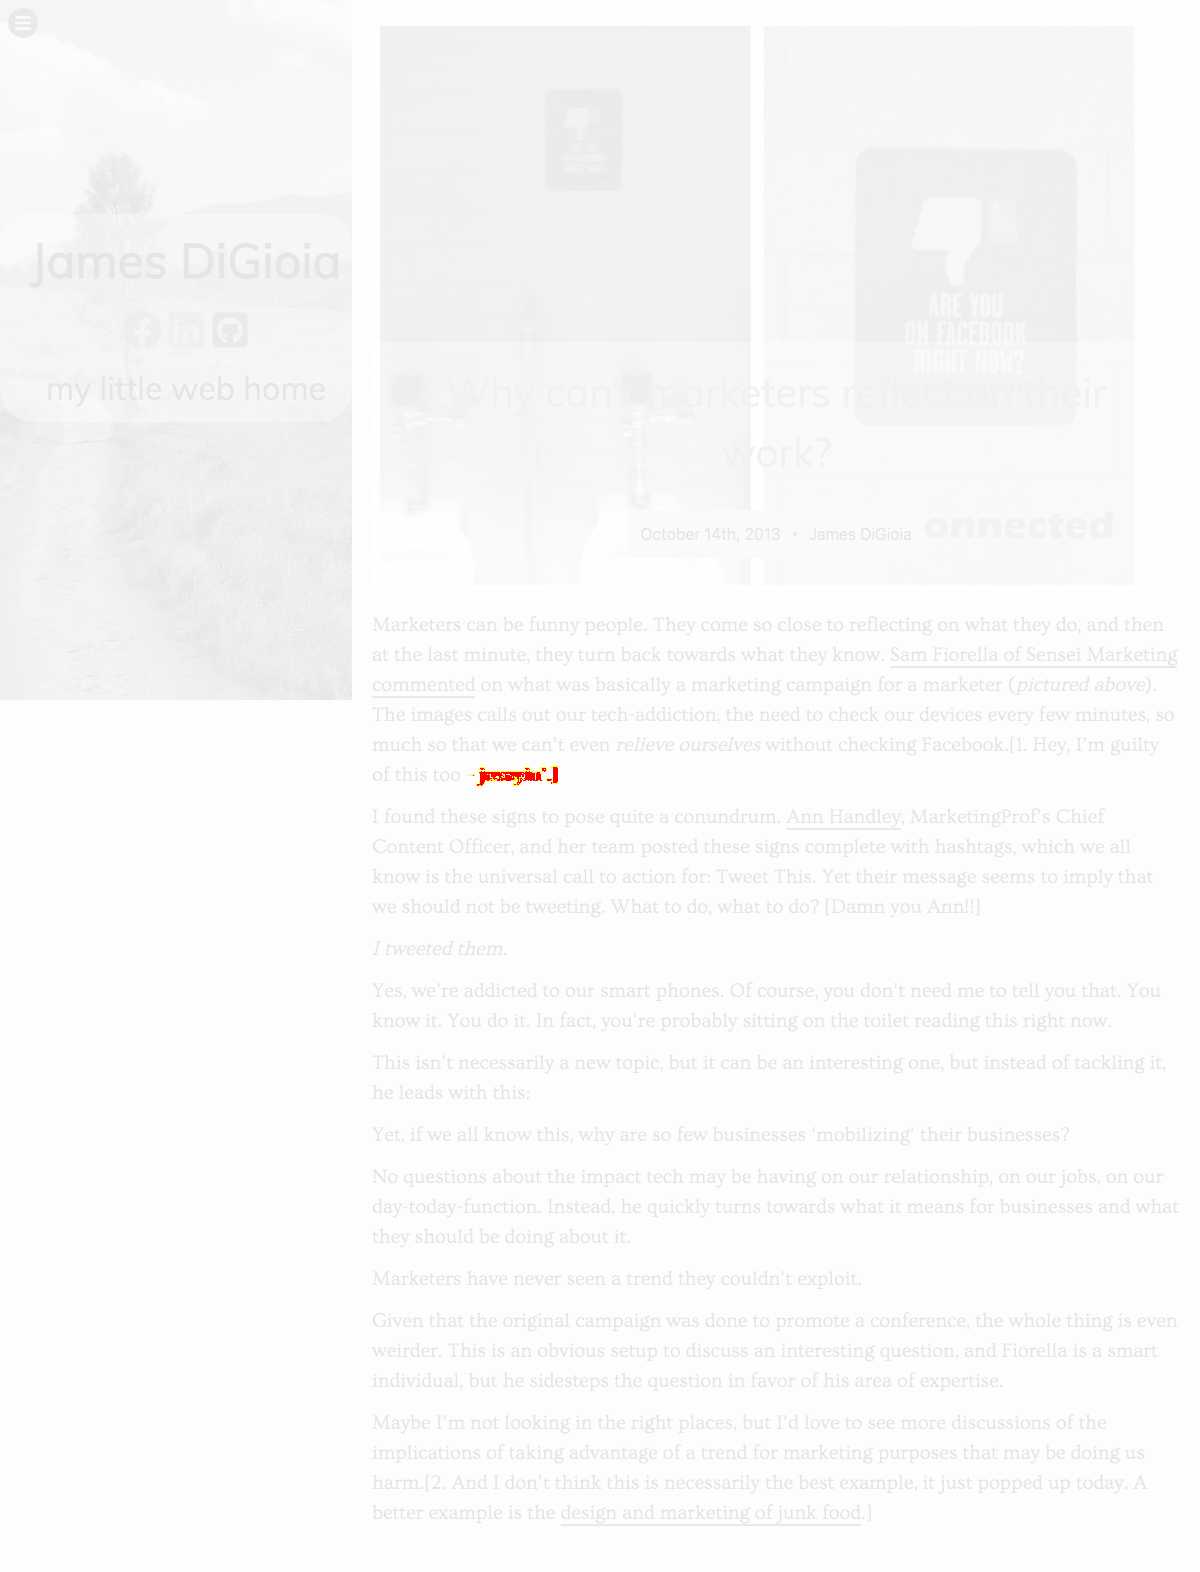 James DiGioia
my little web home
ARE YOU
ON FACEBOOK
RIGHT NOW?
Why can't marketers reflect on their
work?
onnected
October 14th, 2013 • James DiGioia
Marketers can be funny people. They come so close to reflecting on what they do, and then
at the last minute, they turn back towards what they know. Sam Fiorella of Sensei Marketing
commented on what was basically a marketing campaign for a marketer (pictured above).
The images calls out our tech-addiction, the need to check our devices every few minutes, so
much so that we can't even relieve ourselves without checking Facebook.[1. Hey, I'm guilty
of this too
I found these signs to pose quite a conundrum. Ann Handley, MarketingProf's Chief
Content Officer, and her team posted these signs complete with hashtags, which we all
know is the universal call to action for: Tweet This. Yet their message seems to imply that
we should not be tweeting. What to do, what to do? [Damn you Ann!!]
I tweeted them.
Yes, we're addicted to our smart phones. Of course, you don't need me to tell you that. You
know it. You do it. In fact, you're probably sitting on the toilet reading this right now.
This isn't necessarily a new topic, but it can be an interesting one, but instead of tackling it,
he leads with this:
Yet, if we all know this, why are so few businesses 'mobilizing' their businesses?
No questions about the impact tech may be having on our relationship, on our jobs, on our
day-today-function. Instead, he quickly turns towards what it means for businesses and what
they should be doing about it.
Marketers have never seen a trend they couldn't exploit.
Given that the original campaign was done to promote a conference, the whole thing is even
weirder. This is an obvious setup to discuss an interesting question, and Fiorella is a smart
individual, but he sidesteps the question in favor of his area of expertise.
Maybe I'm not looking in the right places, but I'd love to see more discussions of the
implications of taking advantage of a trend for marketing purposes that may be doing us
harm.[2. And I don't think this is necessarily the best example, it just popped up today. A
better example is the design and marketing of junk food.]